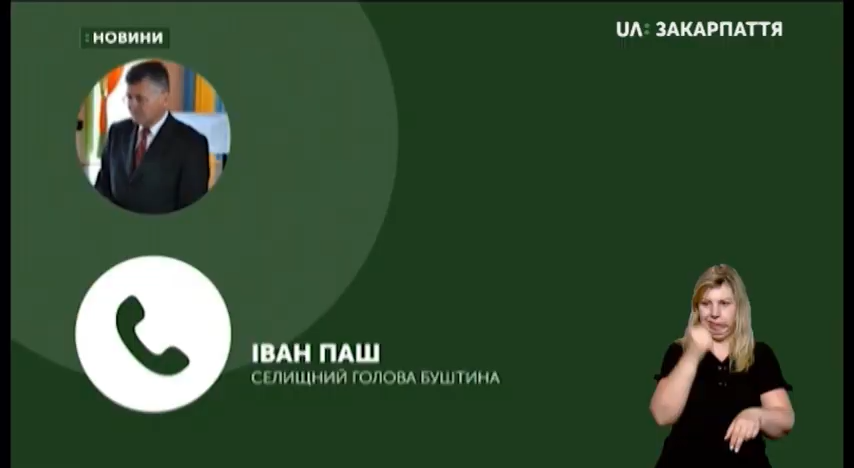 :НОВИНИ
UA: ЗАКАРПАТТЯ
ІВАН ПАШ
СЕЛИЩНИЙ ГОЛОВА БУШТИНА